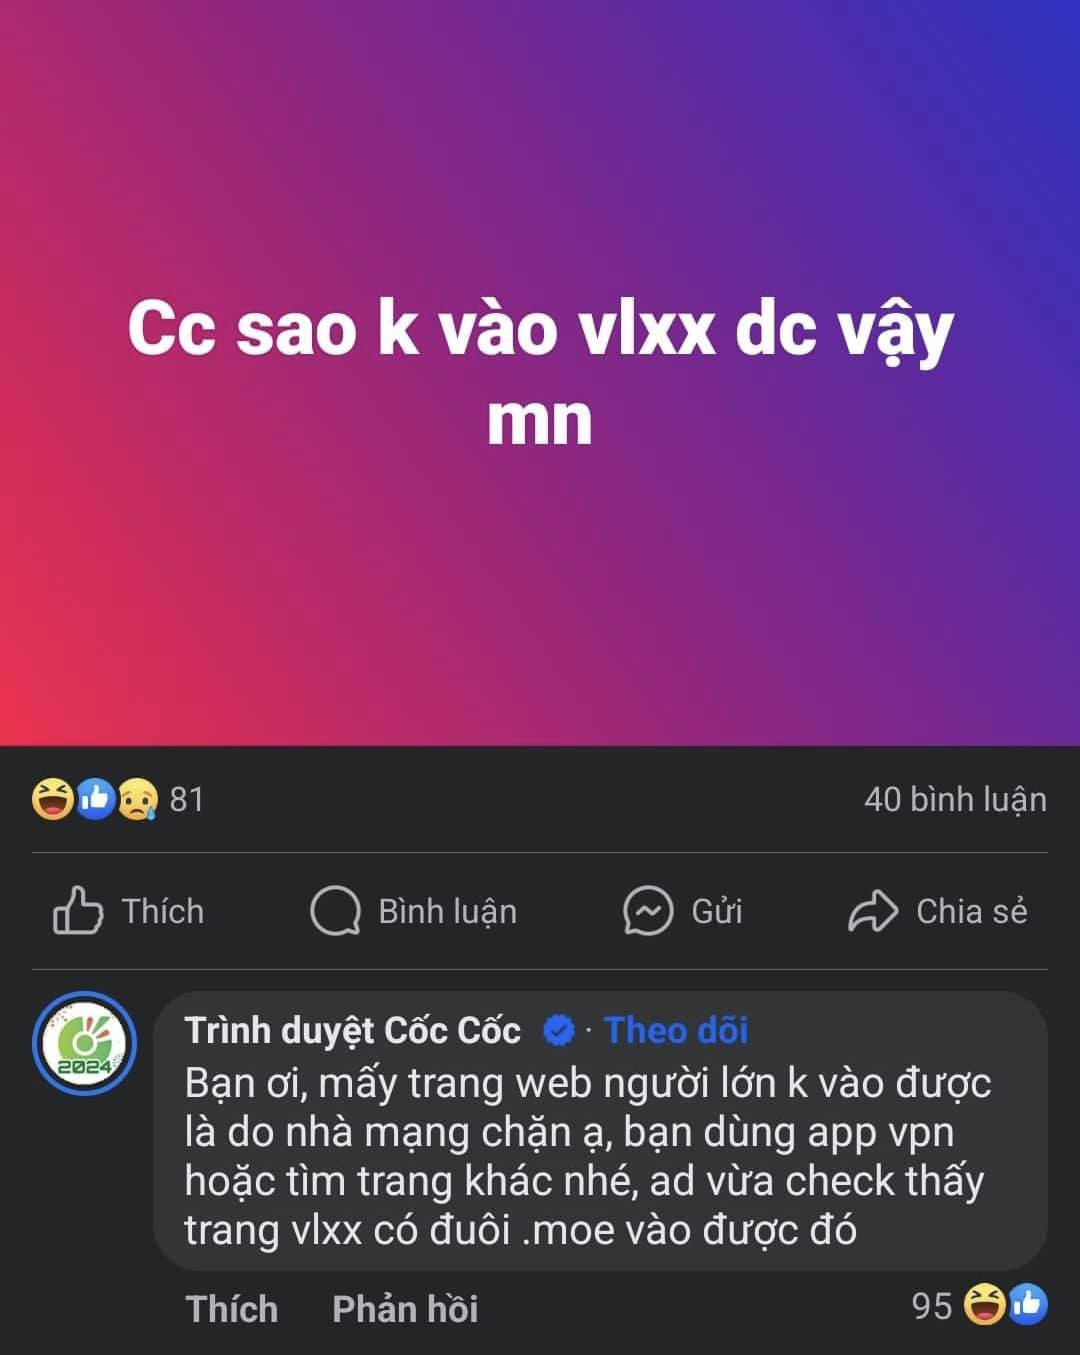 Cc sao k vào vlxx dc vậy
mn
81
40 bình luận
Thích
Bình luận
Gửi
Chia sẻ
2024
Trình duyệt Cốc Cốc · Theo dõi
Bạn ơi, mấy trang web người lớn k vào được
là do nhà mạng chặn ạ, bạn dùng app vpn
hoặc tìm trang khác nhé, ad vừa check thấy
trang vlxx có đuôi .moe vào được đó
Thích
Phản hồi
95